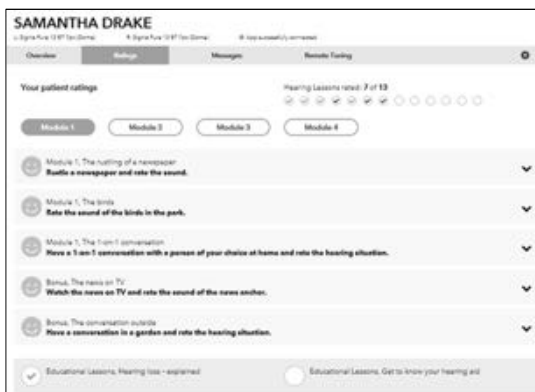 SAMANTHA DRAKE
App successfully connected
Overview Ratings Messages Remote Tuning
Your patient ratings
Hearing Lessons rated: 7 of 13
Module 1 Module 2 Module 3 Module 4
Module 1, The rustling of a newspaper
Rustle a newspaper and rate the sound.
Module 1, The birds
Rate the sound of the birds in the park.
Module 1, The 1-on-1 conversation
Have a 1-on-1 conversation with a person of your choice at home and rate the hearing situation.
Bonus, The news on TV
Watch the news on TV and rate the sound of the news anchor.
Bonus, The conversation outside
Have a conversation in a garden and rate the hearing situation.
Educational Lessons, Hearing loss - explained
Educational Lessons, Get to know your hearing aid